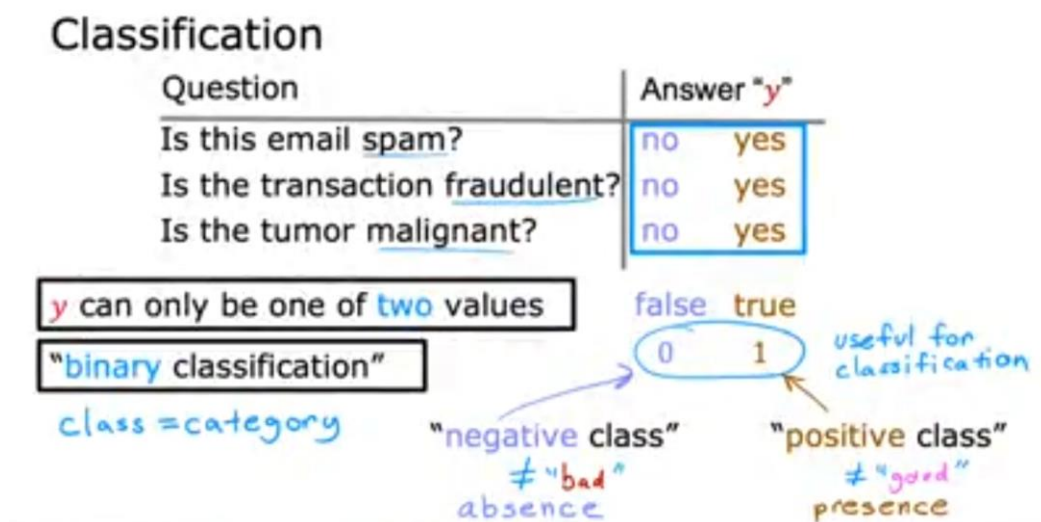 Classification
Question Answer "y"
Is this email spam? no yes
Is the transaction fraudulent? no yes
Is the tumor malignant? no yes
y can only be one of two values false true
"binary classification" 0 1 useful for
classification
class = category
"negative class" "positive class"
≠ "bad" ≠ "good"
absence presence